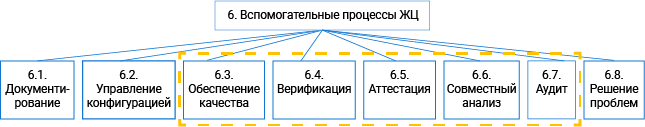 6. Вспомогательные процессы ЖЦ
6.1.
Документи-
рование
6.2.
Управление
конфигурацией
6.3.
Обеспечение
качества
6.4.
Верификация
6.5.
Аттестация
6.6.
Совместный
анализ
6.7.
Аудит
6.8.
Решение
проблем